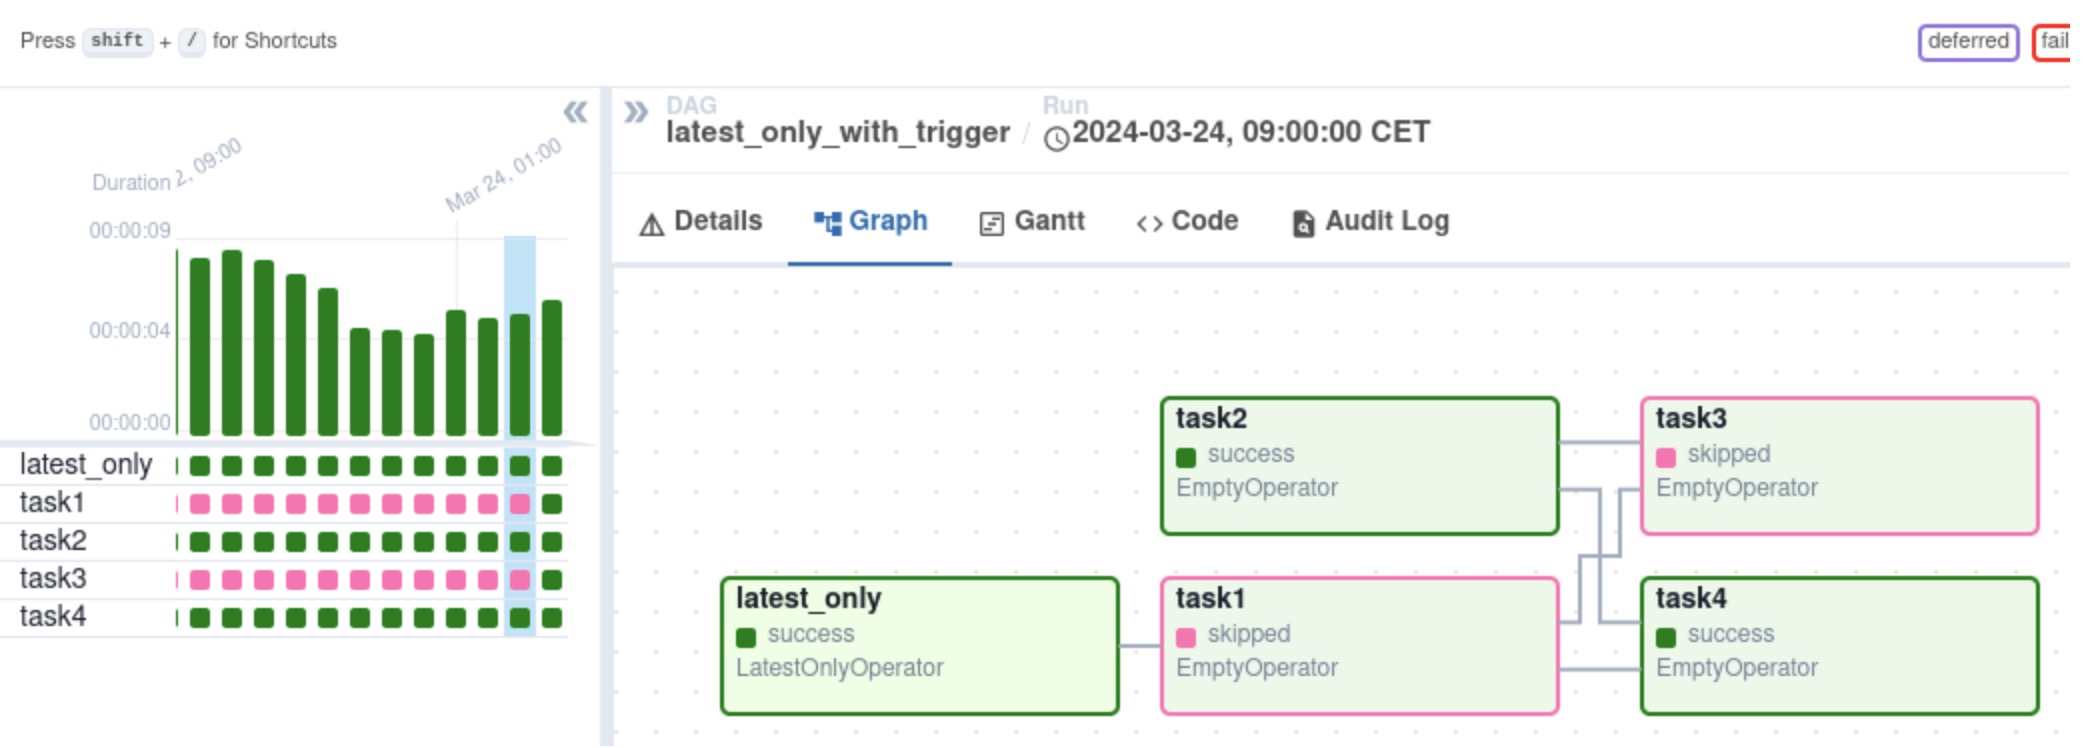 Press shift + / for Shortcuts
deferred
fail
DAG
latest_only_with_trigger /
Run
2024-03-24, 09:00:00 CET
Details
Graph
Gantt
Code
Audit Log
2, 09:00
Mar 24, 01:00
Duration
00:00:09
00:00:04
00:00:00
latest_only
task1
task2
task3
task4
task2
success
EmptyOperator
task3
skipped
EmptyOperator
latest_only
success
LatestOnlyOperator
task1
skipped
EmptyOperator
task4
success
EmptyOperator